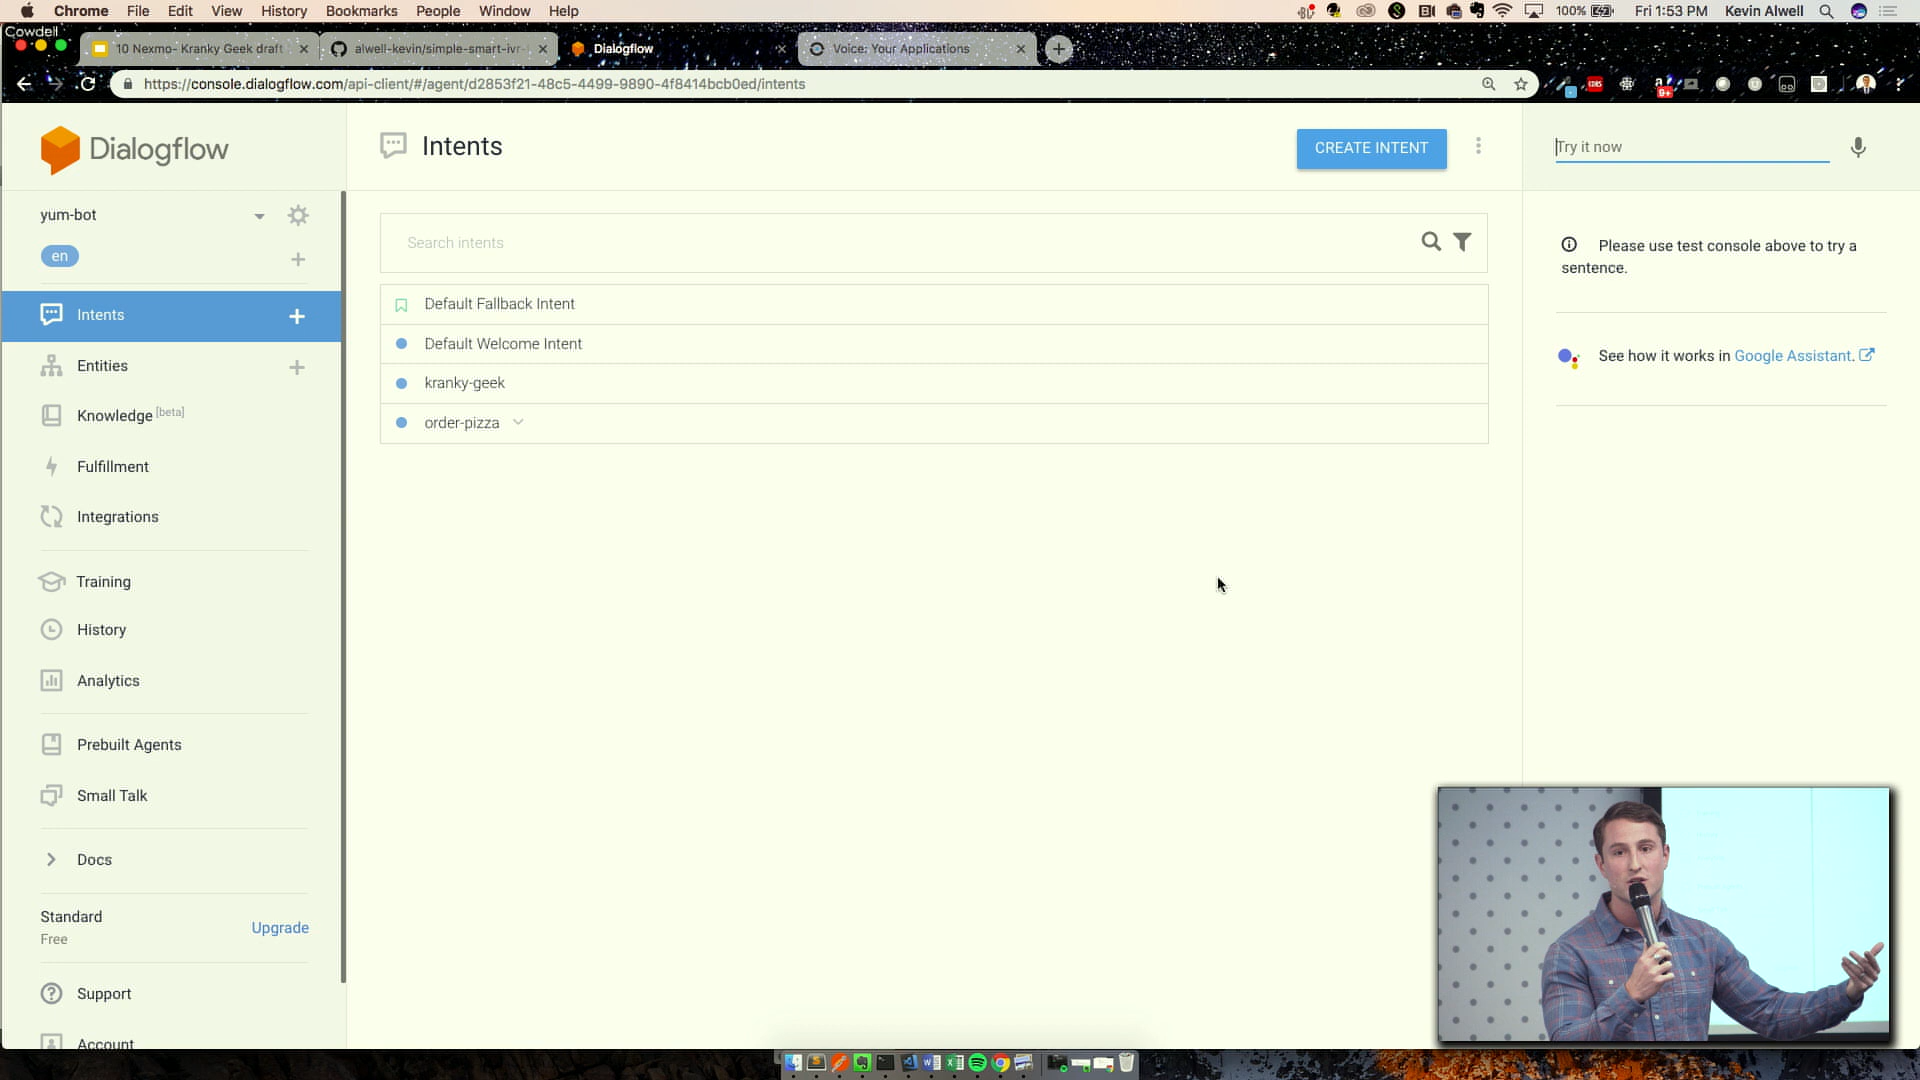 Chrome File Edit View History Bookmarks People Window Help 100% Fri 1:53 PM Kevin Alwell
Cowdell
10 Nexmo- Kranky Geek draft
alwell-kevin/simple-smart-ivr-
Dialogflow
Voice: Your Applications
https://console.dialogflow.com/api-client/#/agent/d2853f21-48c5-4499-9890-4f8414bcb0ed/intents
9+
Dialogflow
Intents
CREATE INTENT
Try it now
yum-bot
en
Search intents
Please use test console above to try a
sentence.
Intents
Default Fallback Intent
Default Welcome Intent
kranky-geek
order-pizza
See how it works in Google Assistant.
Entities
Knowledge [beta]
Fulfillment
Integrations
Training
History
Analytics
Prebuilt Agents
Small Talk
Docs
Standard
Free
Upgrade
Support
Account